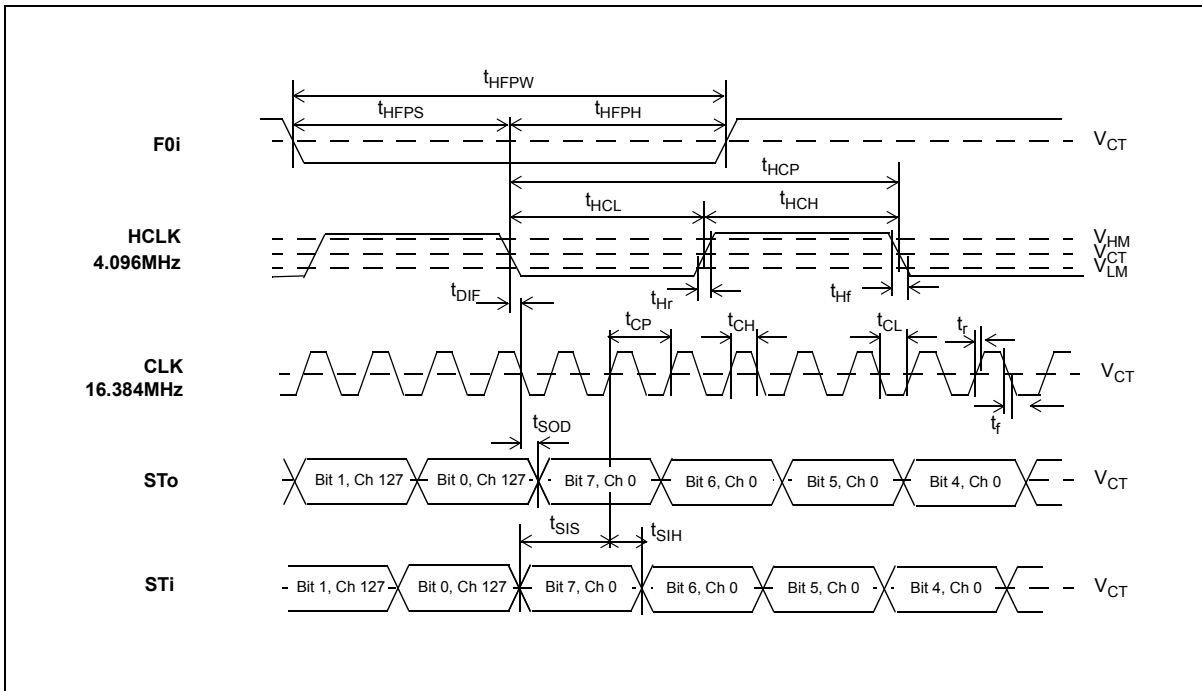 tHFPW
tHFPS tHFPH
F0i VCT
tHCP
tHCL tHCH
HCLK VHM
VCT
4.096MHz VLM
tDIF tHr tHf
tCP tCH tCL tr
CLK VCT
16.384MHz
tSOD tf
STo Bit 1, Ch 127 Bit 0, Ch 127 Bit 7, Ch 0 Bit 6, Ch 0 Bit 5, Ch 0 Bit 4, Ch 0 VCT
tSIS tSIH
STi Bit 1, Ch 127 Bit 0, Ch 127 Bit 7, Ch 0 Bit 6, Ch 0 Bit 5, Ch 0 Bit 4, Ch 0 VCT